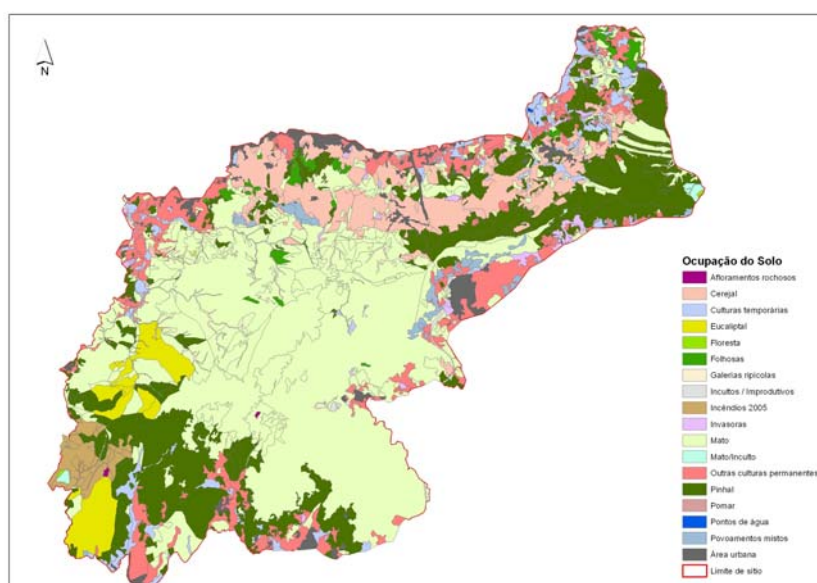 N
Ocupação do Solo
Afloramentos rochosos
Cerejal
Culturas temporárias
Eucaliptal
Floresta
Folhosas
Galerias ripícolas
Incultos / Improdutivos
Incêndios 2005
Invasoras
Mato
Mato/Inculto
Outras culturas permanentes
Pinhal
Pomar
Pontos de água
Povoamentos mistos
Área urbana
Limite de sítio